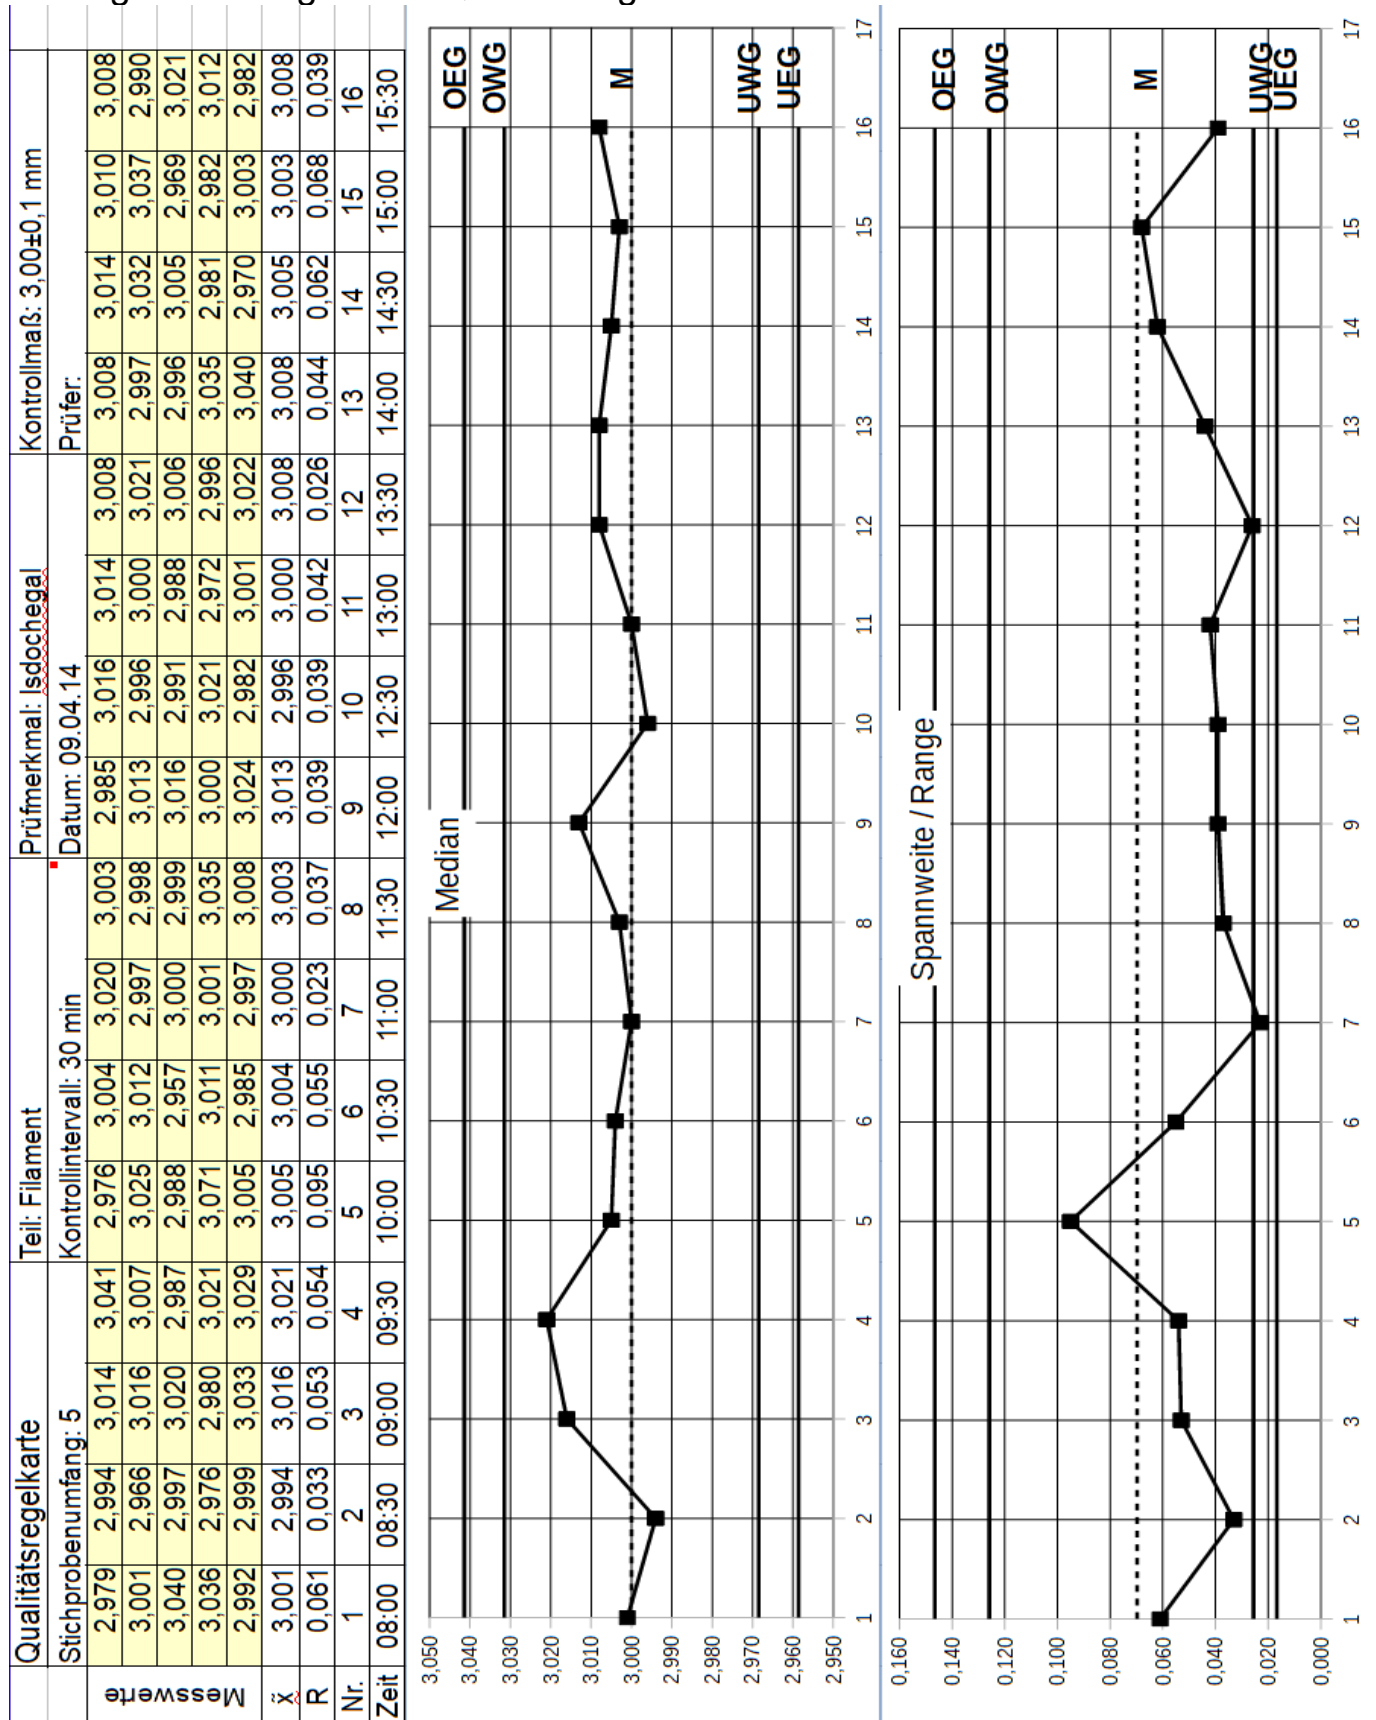 Qualitätsregelkarte Teil: Filament Prüfmerkmal: Isdochegal Kontrollmaß: 3,00±0,1 mm
Stichprobenumfang: 5 Kontrollintervall: 30 min Datum: 09.04.14 Prüfer:
Messwerte
2,979 2,994 3,014 3,041 2,976 3,004 3,020 3,003 2,985 3,016 3,014 3,008 3,008 3,014 3,010 3,008
3,001 2,966 3,016 3,007 3,025 3,012 2,997 2,998 3,013 2,996 3,000 3,021 2,997 3,032 3,037 2,990
3,040 2,997 3,020 2,987 2,988 2,957 3,000 2,999 3,016 2,991 2,988 3,006 2,996 3,005 2,969 3,021
3,036 2,976 2,980 3,021 3,071 3,011 3,001 3,035 3,000 3,021 2,972 2,996 3,035 2,981 2,982 3,012
2,992 2,999 3,033 3,029 3,005 2,985 2,997 3,008 3,024 2,982 3,001 3,022 3,040 2,970 3,003 2,982
x̃ 3,001 2,994 3,016 3,021 3,005 3,004 3,000 3,003 3,013 2,996 3,000 3,008 3,008 3,005 3,003 3,008
R 0,061 0,033 0,053 0,054 0,095 0,055 0,023 0,037 0,039 0,039 0,042 0,026 0,044 0,062 0,068 0,039
Nr. 1 2 3 4 5 6 7 8 9 10 11 12 13 14 15 16
Zeit 08:00 08:30 09:00 09:30 10:00 10:30 11:00 11:30 12:00 12:30 13:00 13:30 14:00 14:30 15:00 15:30
Median
3,050
3,040
3,030
3,020
3,010
3,000
2,990
2,980
2,970
2,960
2,950
OEG
OWG
M
UWG
UEG
1 2 3 4 5 6 7 8 9 10 11 12 13 14 15 16 17
Spannweite / Range
0,160
0,140
0,120
0,100
0,080
0,060
0,040
0,020
0,000
OEG
OWG
M
UWG
UEG
1 2 3 4 5 6 7 8 9 10 11 12 13 14 15 16 17